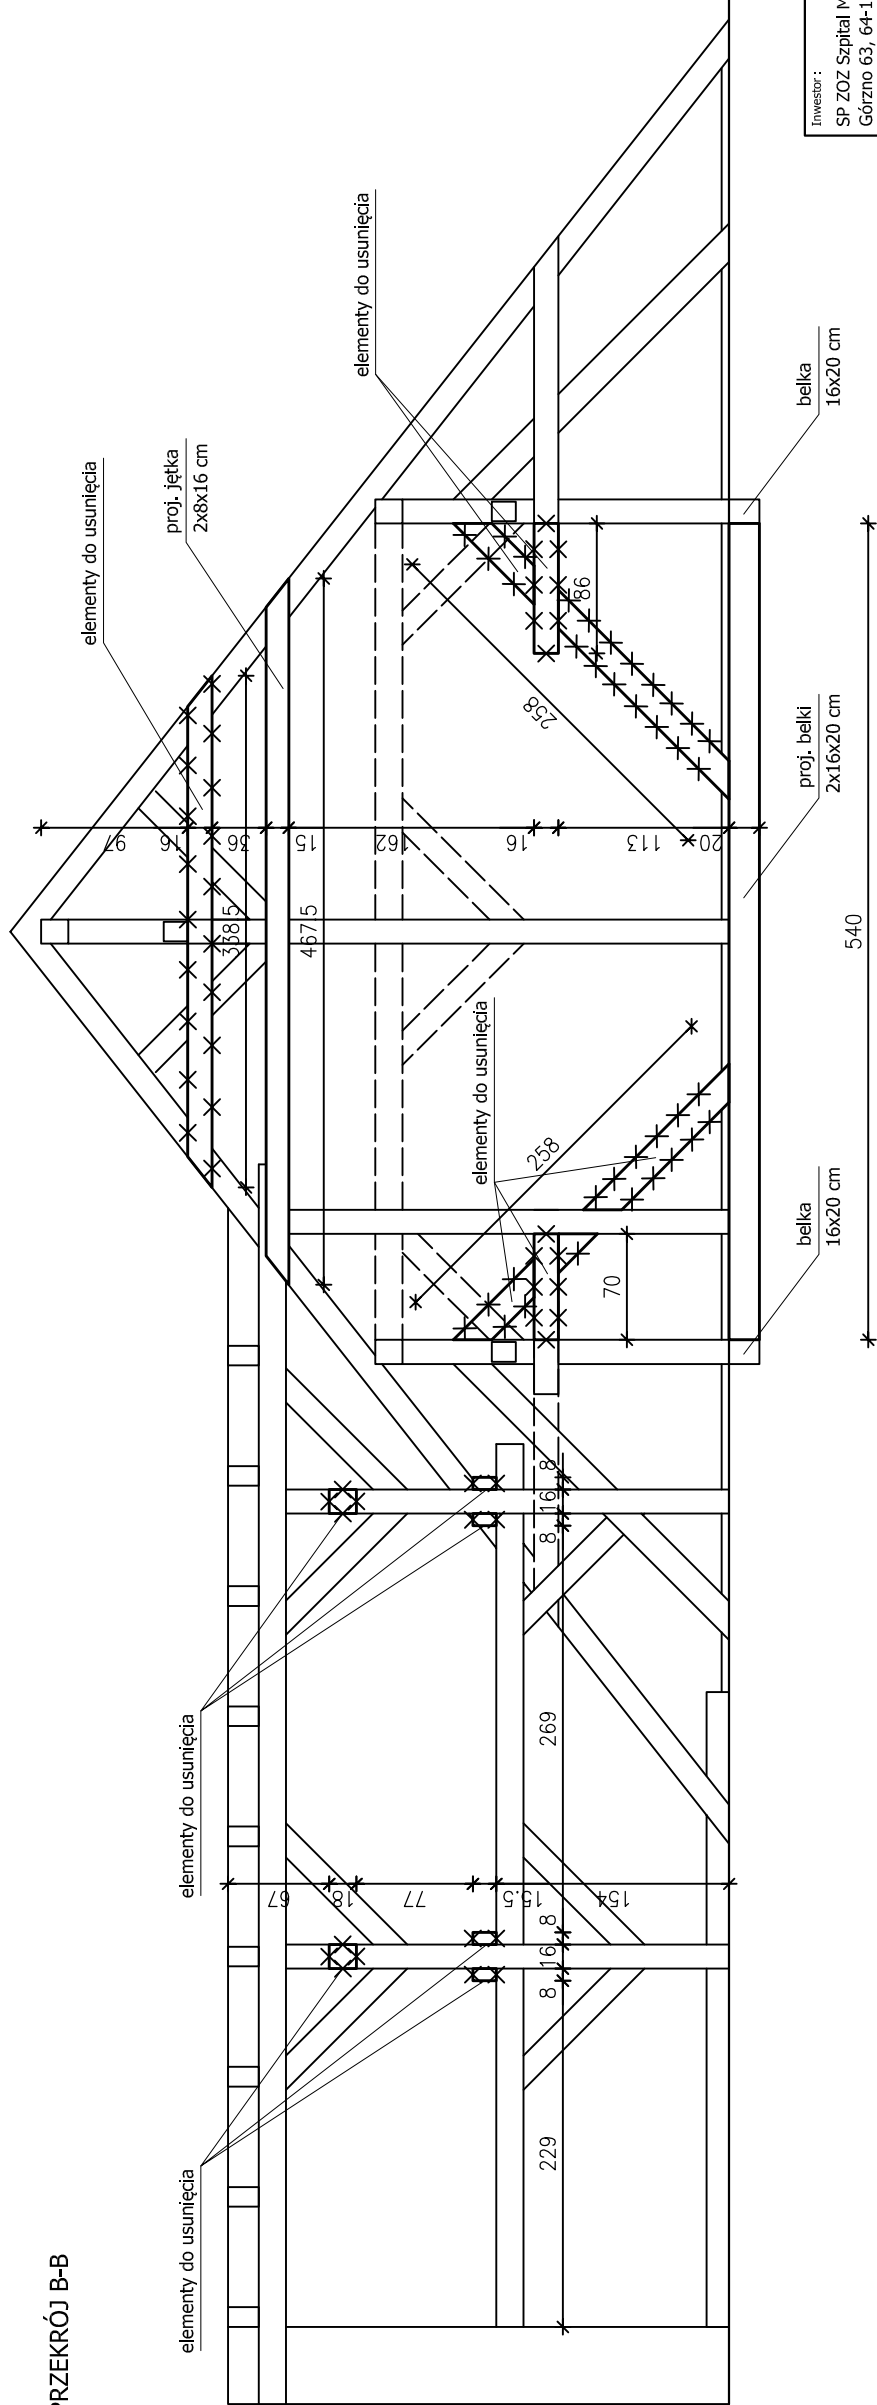 PRZEKRÓJ B-B
elementy do usunięcia
elementy do usunięcia
elementy do usunięcia
elementy do usunięcia
elementy do usunięcia
proj. jętka
2x8x16 cm
belka
16x20 cm
proj. belki
2x16x20 cm
belka
16x20 cm
97
16
36
15
162
16
113
20
338.5
467.5
258
258
86
70
540
67
18
77
15.5
154
229
8
16
8
269
8
16
8
Inwestor:
SP ZOZ Szpital
Górzno 63, 64-1